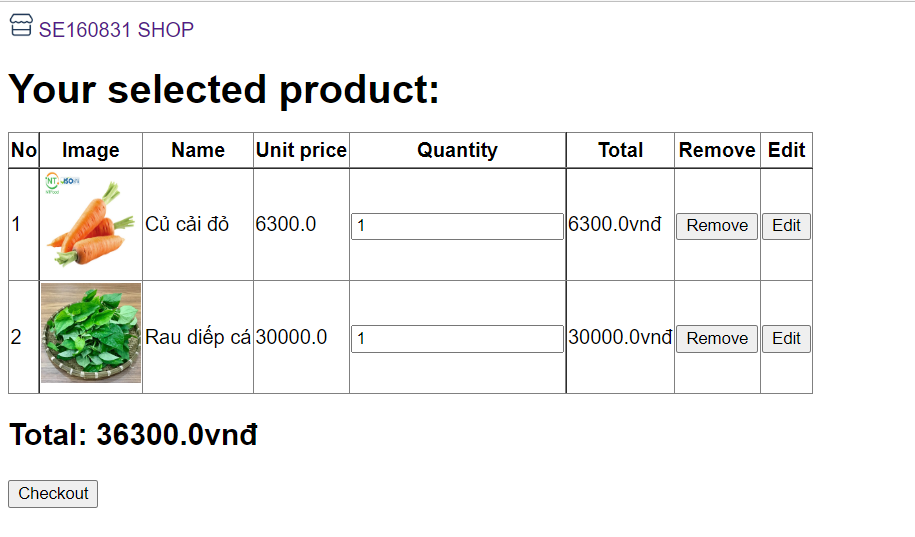 SE160831 SHOP
Your selected product:
No Image Name Unit price Quantity Total Remove Edit
1 Củ cải đỏ 6300.0 1 6300.0vnđ Remove Edit
2 Rau diếp cá 30000.0 1 30000.0vnđ Remove Edit
Total: 36300.0vnđ
Checkout